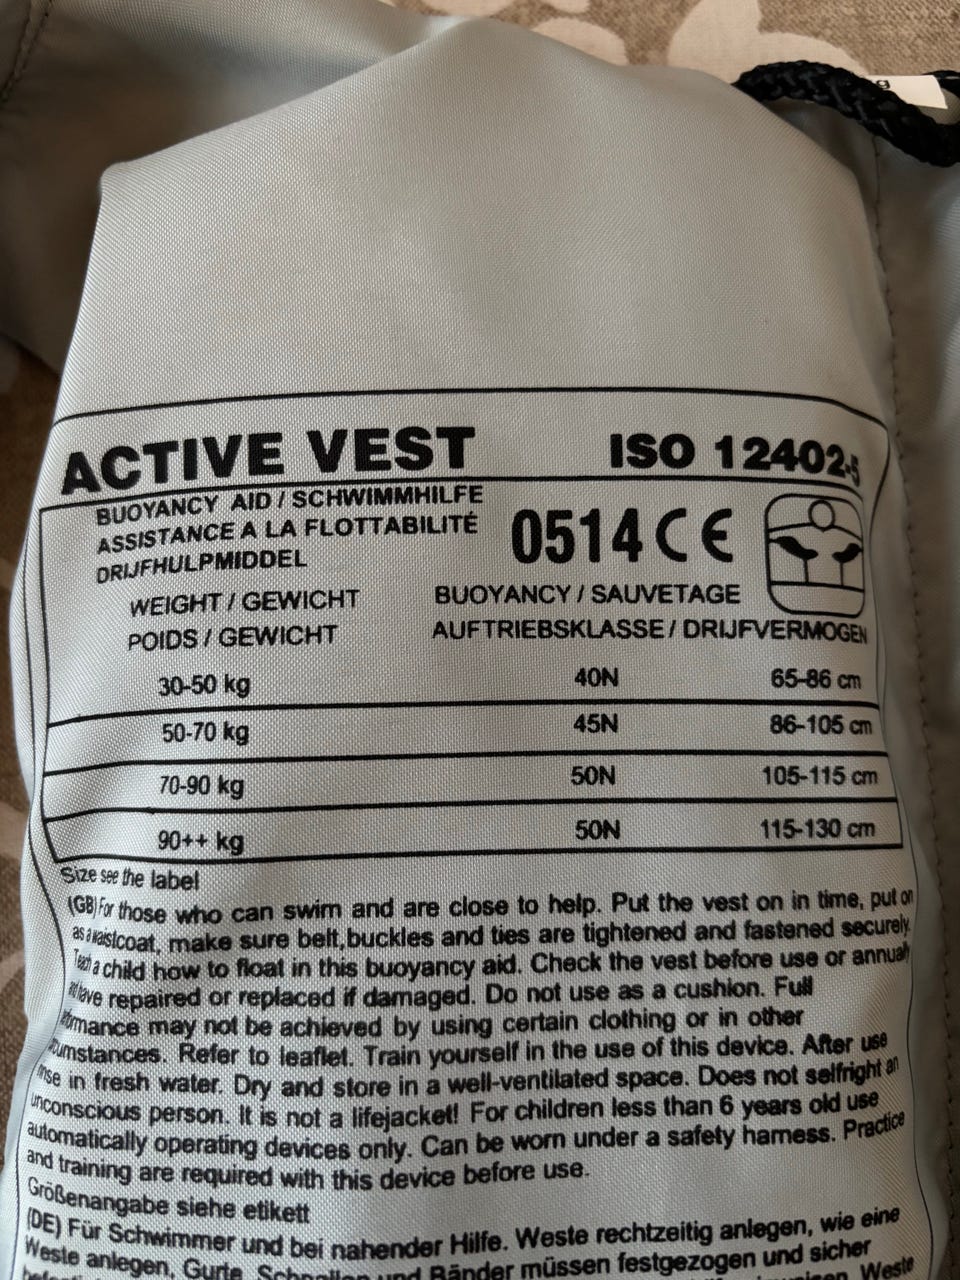 g
ACTIVE VEST ISO 12402-5
BUOYANCY AID / SCHWIMMHILFE
ASSISTANCE A LA FLOTTABILITÉ
DRIJFHULPMIDDEL
0514 CE
WEIGHT / GEWICHT BUOYANCY / SAUVETAGE
POIDS / GEWICHT AUFTRIEBSKLASSE / DRIJFVERMOGEN
30-50 kg 40N 65-86 cm
50-70 kg 45N 86-105 cm
70-90 kg 50N 105-115 cm
90++ kg 50N 115-130 cm
Size see the label
(GB) For those who can swim and are close to help. Put the vest on in time, put on
as a waistcoat, make sure belt,buckles and ties are tightened and fastened securely.
Teach a child how to float in this buoyancy aid. Check the vest before use or annually
and have repaired or replaced if damaged. Do not use as a cushion. Full
may not be achieved by using certain clothing or in other
Refer to leaflet. Train yourself in the use of this device. After use
rinse in fresh water. Dry and store in a well-ventilated space. Does not selfright an
unconscious person. It is not a lifejacket! For children less than 6 years old use
automatically operating devices only. Can be worn under a safety harness. Practice
and training are required with this device before use.
Größenangabe siehe etikett
(DE) Für Schwimmer und bei nahender Hilfe. Weste rechtzeitig anlegen, wie eine
Weste anlegen, Gurte, Schnallen und Bänder müssen festgezogen und sicher
Weste